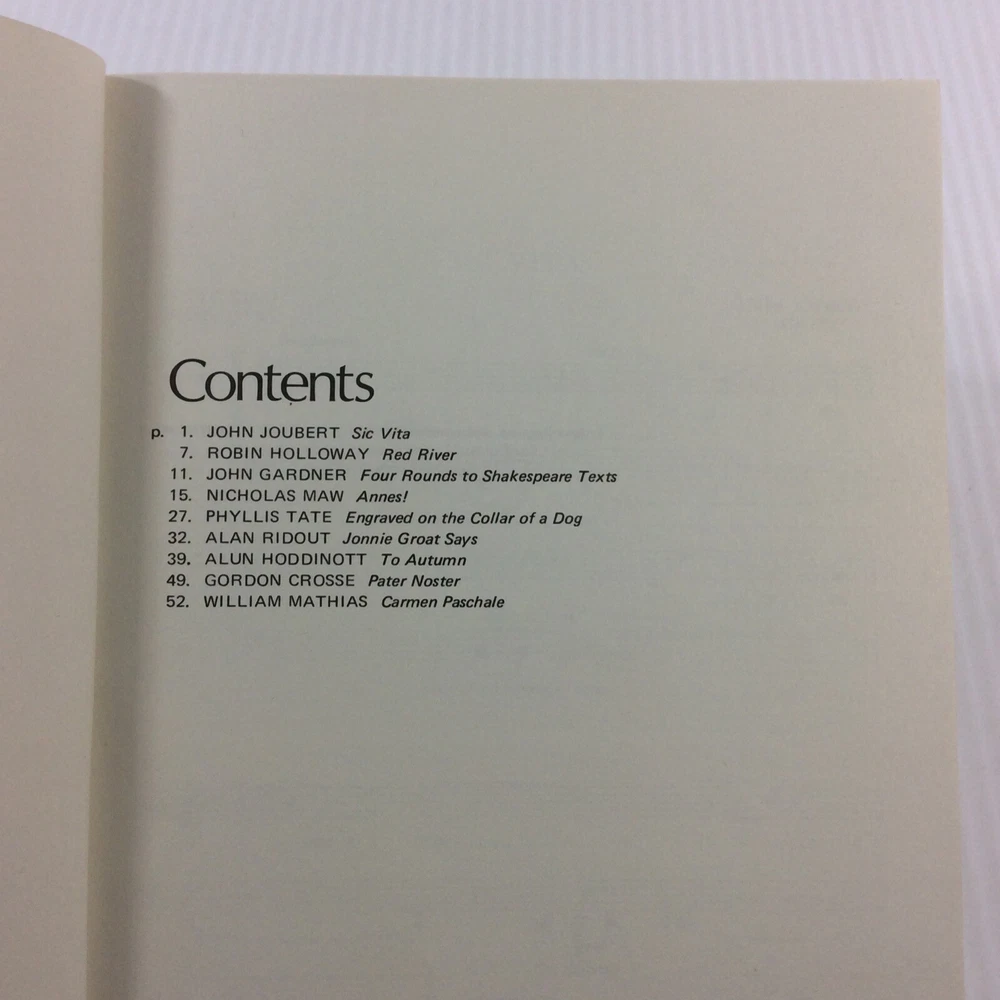 Contents
p. 1. JOHN JOUBERT Sic Vita
7. ROBIN HOLLOWAY Red River
11. JOHN GARDNER Four Rounds to Shakespeare Texts
15. NICHOLAS MAW Annes!
27. PHYLLIS TATE Engraved on the Collar of a Dog
32. ALAN RIDOUT Jonnie Groat Says
39. ALUN HODDINOTT To Autumn
49. GORDON CROSSE Pater Noster
52. WILLIAM MATHIAS Carmen Paschale